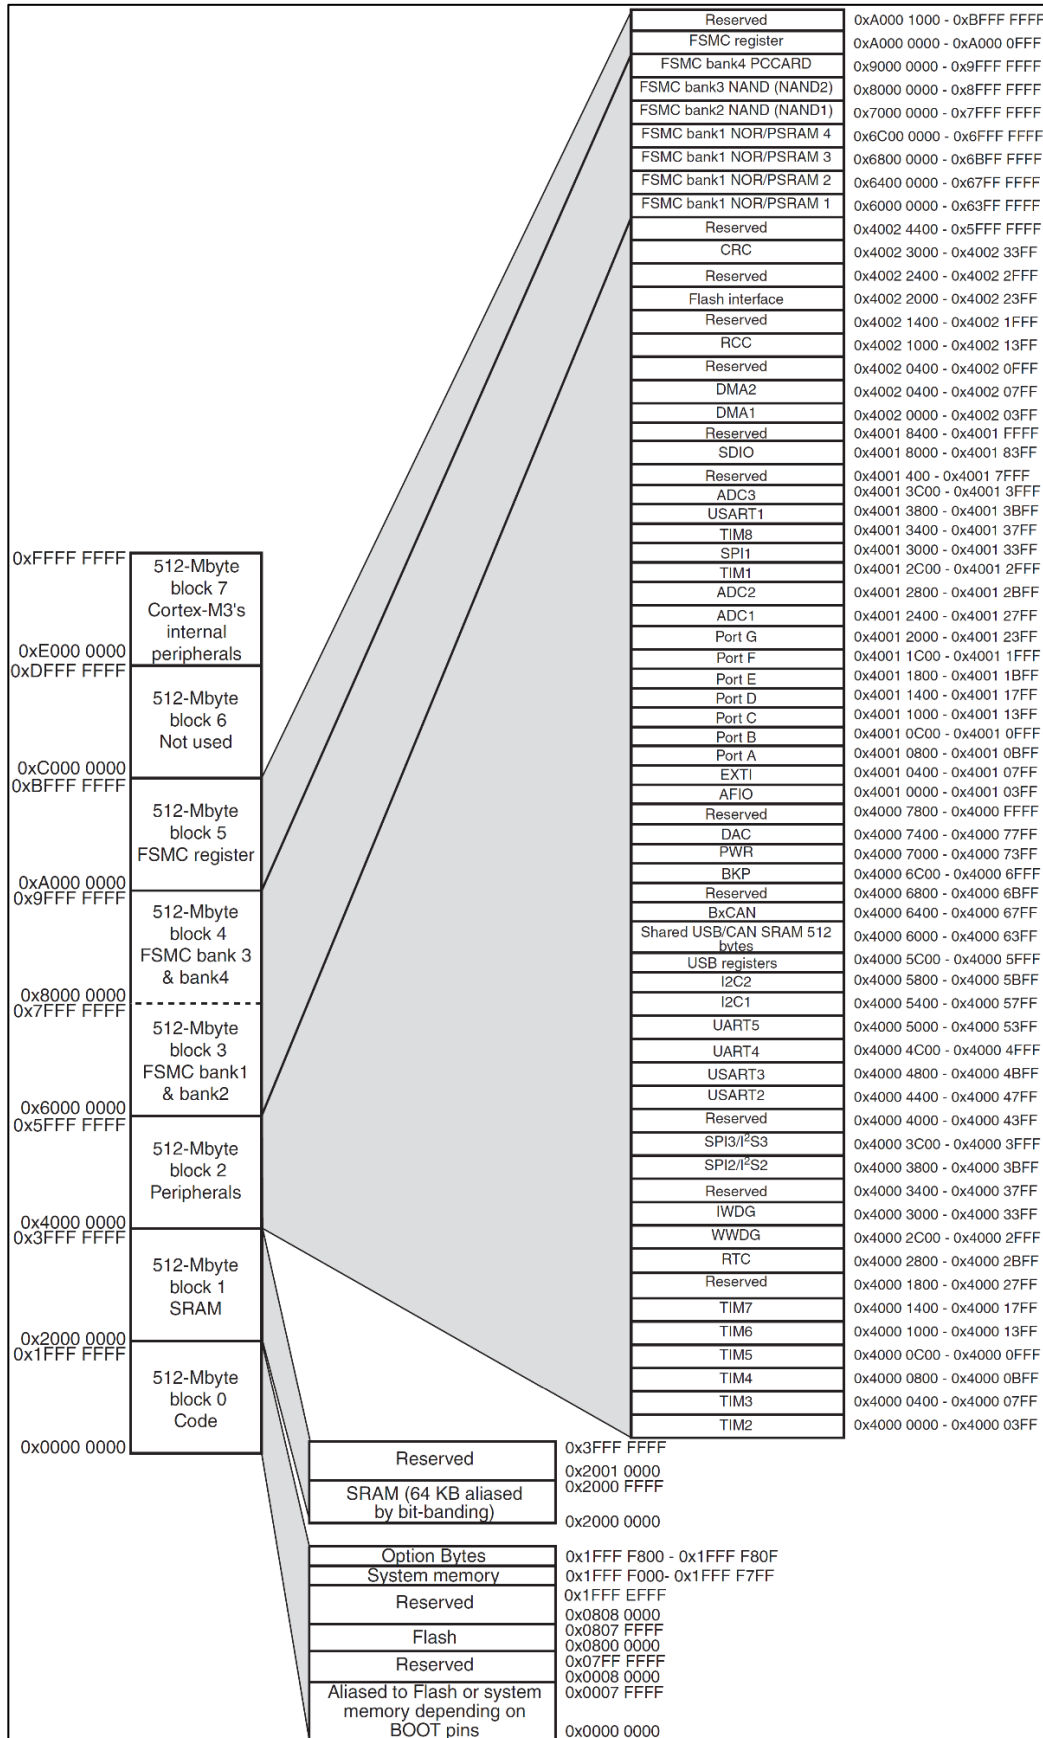 Reserved 0xA000 1000 - 0xBFFF FFFF
FSMC register 0xA000 0000 - 0xA000 0FFF
FSMC bank4 PCCARD 0x9000 0000 - 0x9FFF FFFF
FSMC bank3 NAND (NAND2) 0x8000 0000 - 0x8FFF FFFF
FSMC bank2 NAND (NAND1) 0x7000 0000 - 0x7FFF FFFF
FSMC bank1 NOR/PSRAM 4 0x6C00 0000 - 0x6FFF FFFF
FSMC bank1 NOR/PSRAM 3 0x6800 0000 - 0x6BFF FFFF
FSMC bank1 NOR/PSRAM 2 0x6400 0000 - 0x67FF FFFF
FSMC bank1 NOR/PSRAM 1 0x6000 0000 - 0x63FF FFFF
Reserved 0x4002 4400 - 0x5FFF FFFF
CRC 0x4002 3000 - 0x4002 33FF
Reserved 0x4002 2400 - 0x4002 2FFF
Flash interface 0x4002 2000 - 0x4002 23FF
Reserved 0x4002 1400 - 0x4002 1FFF
RCC 0x4002 1000 - 0x4002 13FF
Reserved 0x4002 0400 - 0x4002 0FFF
DMA2 0x4002 0400 - 0x4002 07FF
DMA1 0x4002 0000 - 0x4002 03FF
Reserved 0x4001 8400 - 0x4001 FFFF
SDIO 0x4001 8000 - 0x4001 83FF
Reserved 0x4001 400 - 0x4001 7FFF
ADC3 0x4001 3C00 - 0x4001 3FFF
USART1 0x4001 3800 - 0x4001 3BFF
TIM8 0x4001 3400 - 0x4001 37FF
SPI1 0x4001 3000 - 0x4001 33FF
TIM1 0x4001 2C00 - 0x4001 2FFF
ADC2 0x4001 2800 - 0x4001 2BFF
ADC1 0x4001 2400 - 0x4001 27FF
Port G 0x4001 2000 - 0x4001 23FF
Port F 0x4001 1C00 - 0x4001 1FFF
Port E 0x4001 1800 - 0x4001 1BFF
Port D 0x4001 1400 - 0x4001 17FF
Port C 0x4001 1000 - 0x4001 13FF
Port B 0x4001 0C00 - 0x4001 0FFF
Port A 0x4001 0800 - 0x4001 0BFF
EXTI 0x4001 0400 - 0x4001 07FF
AFIO 0x4001 0000 - 0x4001 03FF
Reserved 0x4000 7800 - 0x4000 FFFF
DAC 0x4000 7400 - 0x4000 77FF
PWR 0x4000 7000 - 0x4000 73FF
BKP 0x4000 6C00 - 0x4000 6FFF
Reserved 0x4000 6800 - 0x4000 6BFF
BxCAN 0x4000 6400 - 0x4000 67FF
Shared USB/CAN SRAM 512
bytes 0x4000 6000 - 0x4000 63FF
USB registers 0x4000 5C00 - 0x4000 5FFF
I2C2 0x4000 5800 - 0x4000 5BFF
I2C1 0x4000 5400 - 0x4000 57FF
UART5 0x4000 5000 - 0x4000 53FF
UART4 0x4000 4C00 - 0x4000 4FFF
USART3 0x4000 4800 - 0x4000 4BFF
USART2 0x4000 4400 - 0x4000 47FF
Reserved 0x4000 4000 - 0x4000 43FF
SPI3/I²S3 0x4000 3C00 - 0x4000 3FFF
SPI2/I²S2 0x4000 3800 - 0x4000 3BFF
Reserved 0x4000 3400 - 0x4000 37FF
IWDG 0x4000 3000 - 0x4000 33FF
WWDG 0x4000 2C00 - 0x4000 2FFF
RTC 0x4000 2800 - 0x4000 2BFF
Reserved 0x4000 1800 - 0x4000 27FF
TIM7 0x4000 1400 - 0x4000 17FF
TIM6 0x4000 1000 - 0x4000 13FF
TIM5 0x4000 0C00 - 0x4000 0FFF
TIM4 0x4000 0800 - 0x4000 0BFF
TIM3 0x4000 0400 - 0x4000 07FF
TIM2 0x4000 0000 - 0x4000 03FF
0xFFFF FFFF
512-Mbyte
block 7
Cortex-M3's
internal
peripherals
0xE000 0000
0xDFFF FFFF
512-Mbyte
block 6
Not used
0xC000 0000
0xBFFF FFFF
512-Mbyte
block 5
FSMC register
0xA000 0000
0x9FFF FFFF
512-Mbyte
block 4
FSMC bank 3
& bank4
0x8000 0000
0x7FFF FFFF
512-Mbyte
block 3
FSMC bank1
& bank2
0x6000 0000
0x5FFF FFFF
512-Mbyte
block 2
Peripherals
0x4000 0000
0x3FFF FFFF
512-Mbyte
block 1
SRAM
0x2000 0000
0x1FFF FFFF
512-Mbyte
block 0
Code
0x0000 0000
0x3FFF FFFF
Reserved
0x2001 0000
0x2000 FFFF
SRAM (64 KB aliased
by bit-banding)
0x2000 0000
Option Bytes 0x1FFF F800 - 0x1FFF F80F
System memory 0x1FFF F000- 0x1FFF F7FF
0x1FFF EFFF
Reserved
0x0808 0000
0x0807 FFFF
Flash
0x0800 0000
0x07FF FFFF
Reserved
0x0008 0000
0x0007 FFFF
Aliased to Flash or system
memory depending on
BOOT pins
0x0000 0000